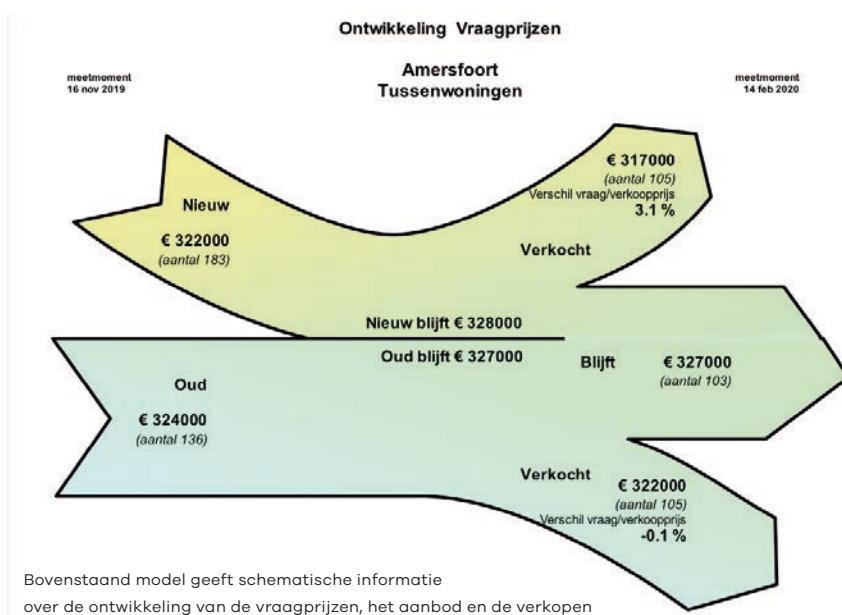 Ontwikkeling Vraagprijzen
Amersfoort
Tussenwoningen
meetmoment
16 nov 2019
meetmoment
14 feb 2020
Nieuw
€ 322000
(aantal 183)
€ 317000
(aantal 105)
Verschil vraag/verkoopprijs
3.1 %
Verkocht
Nieuw blijft € 328000
Oud blijft € 327000
Blijft
€ 327000
(aantal 103)
Oud
€ 324000
(aantal 136)
Verkocht
€ 322000
(aantal 105)
Verschil vraag/verkoopprijs
-0.1 %
Bovenstaand model geeft schematische informatie
over de ontwikkeling van de vraagprijzen, het aanbod en de verkopen